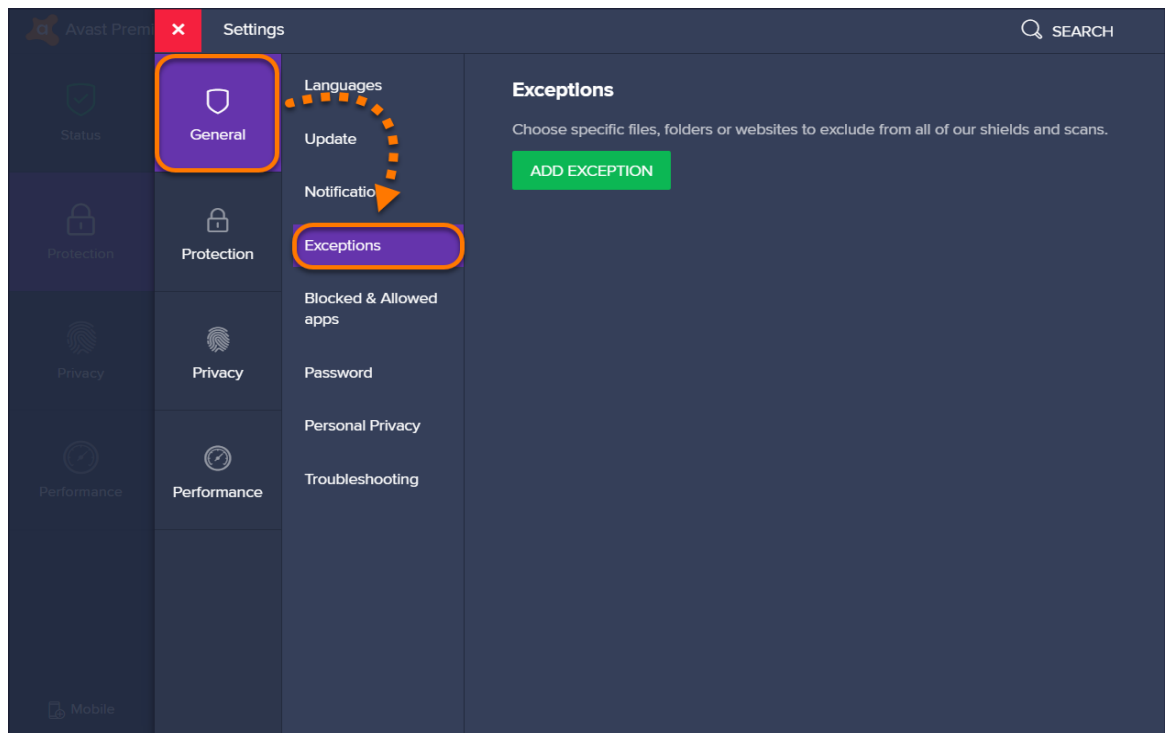 Avast Premi
Settings
SEARCH
Status
Protection
Privacy
Performance
Mobile
General
Protection
Privacy
Performance
Languages
Update
Notificatio
Exceptions
Blocked & Allowed
apps
Password
Personal Privacy
Troubleshooting
Exceptions
Choose specific files, folders or websites to exclude from all of our shields and scans.
ADD EXCEPTION